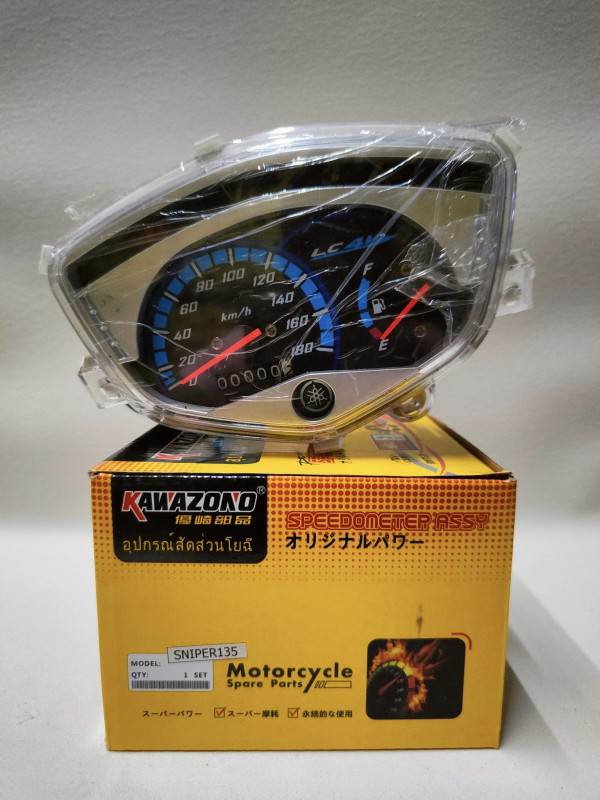 LC 4V
0
20
40
60
80
100
120
140
160
180
km/h
00000
F
E
KAWAZONO®
優崎部品
อุปกรณ์สัดส่วนโยฉี
SPEEDOMETER ASSY
オリジナルパワー
MODEL: SNIPER135
QTY: 1 SET
Motorcycle
Spare Parts
スーパーパワー スーパー摩耗 永続的な使用